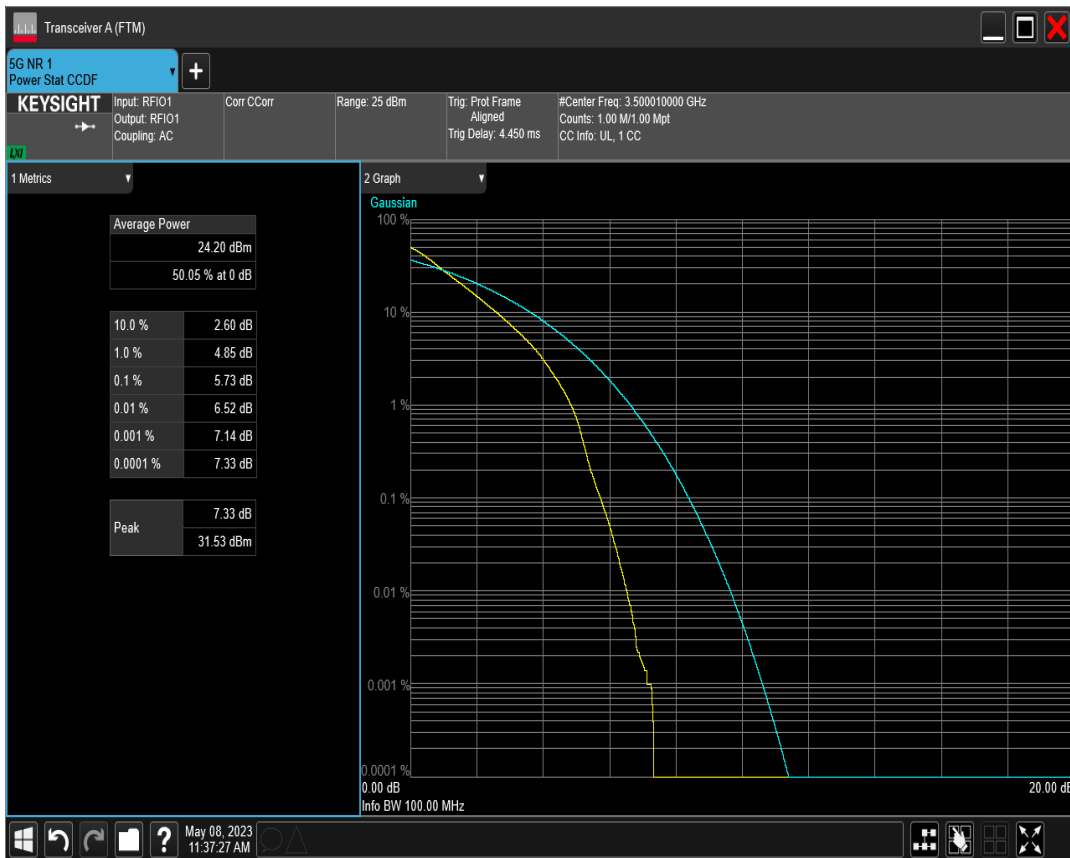 Transceiver A (FTM)
5G NR 1
Power Stat CCDF
+
KEYSIGHT
LXI
Input: RFIO1
Output: RFIO1
Coupling: AC
Corr CCorr
Range: 25 dBm
Trig: Prot Frame
Aligned
Trig Delay: 4.450 ms
#Center Freq: 3.500010000 GHz
Counts: 1.00 M/1.00 Mpt
CC Info: UL, 1 CC
1 Metrics
Average Power
24.20 dBm
50.05 % at 0 dB
10.0 % 2.60 dB
1.0 % 4.85 dB
0.1 % 5.73 dB
0.01 % 6.52 dB
0.001 % 7.14 dB
0.0001 % 7.33 dB
Peak
7.33 dB
31.53 dBm
2 Graph
Gaussian
100 %
10 %
1 %
0.1 %
0.01 %
0.001 %
0.0001 %
0.00 dB 20.00 dB
Info BW 100.00 MHz
?
May 08, 2023
11:37:27 AM